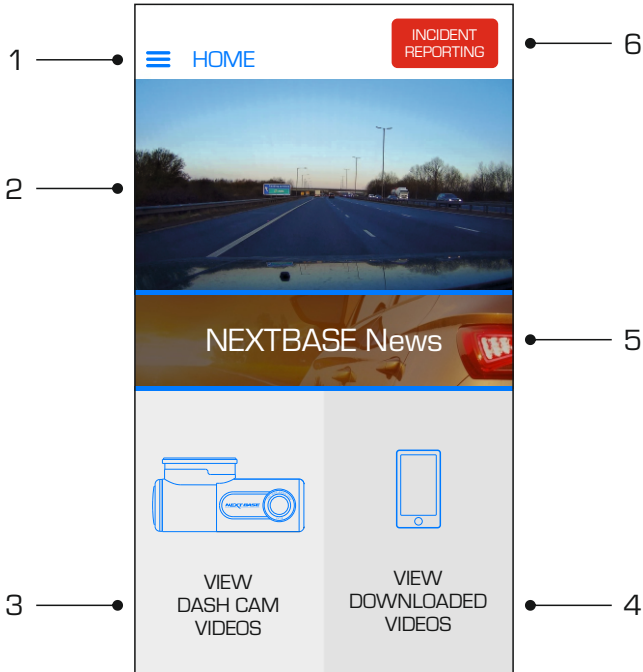 1
HOME
INCIDENT
REPORTING
6
2
NEXTBASE News
5
NEXTBASE
3
VIEW
DASH CAM
VIDEOS
VIEW
DOWNLOADED
VIDEOS
4